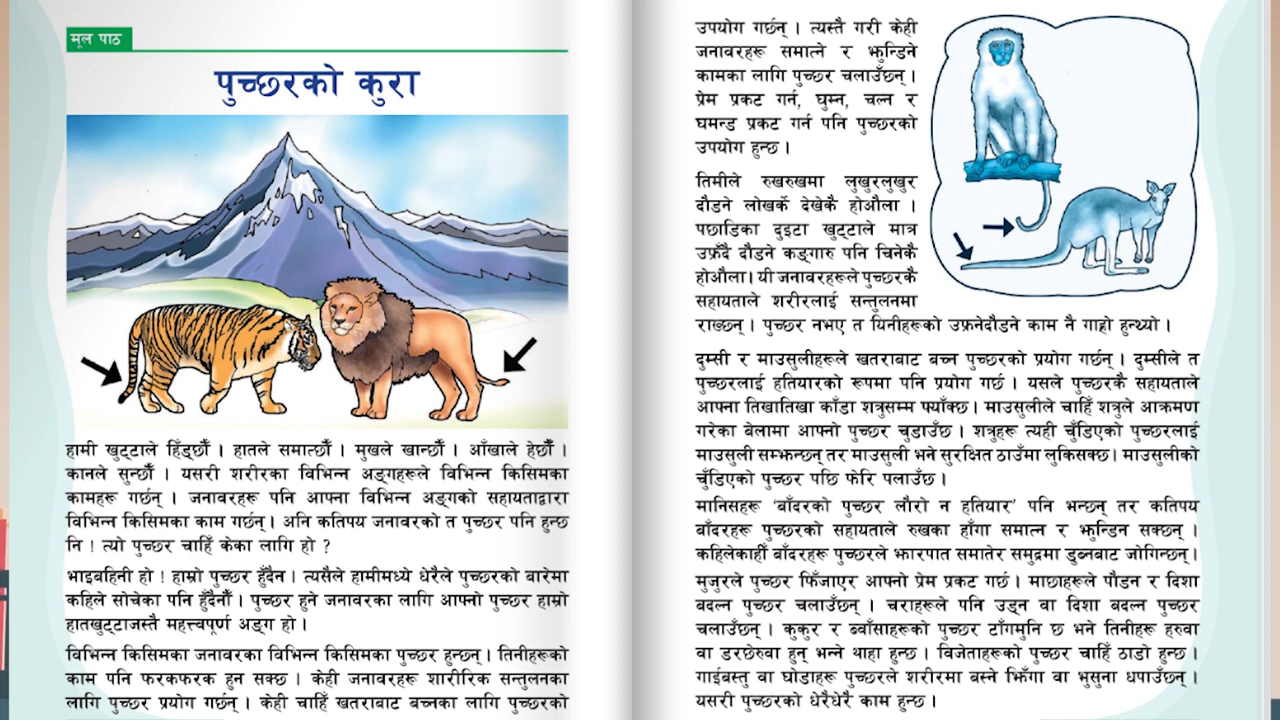 मूल पाठ
पुच्छरको कुरा
हामी खुट्टाले हिँड्छौँ । हातले समात्छौँ । मुखले खान्छौँ । आँखाले हेर्छौँ ।
कानले सुन्छौँ । यसरी शरीरका विभिन्न अङ्गहरूले विभिन्न किसिमका
कामहरू गर्छन् । जनावरहरू पनि आफ्ना विभिन्न अङ्गको सहायताद्वारा
विभिन्न किसिमका काम गर्छन् । अनि कतिपय जनावरको त पुच्छर पनि हुन्छ
नि ! त्यो पुच्छर चाहिँ केका लागि हो ?
भाइबहिनी हो ! हाम्रो पुच्छर हुँदैन । त्यसैले हामीमध्ये धेरैले पुच्छरको बारेमा
कहिले सोचेका पनि हुँदैनौँ । पुच्छर हुने जनावरका लागि आफ्नो पुच्छर हाम्रो
हातखुट्टाजस्तै महत्त्वपूर्ण अङ्ग हो ।
विभिन्न किसिमका जनावरका विभिन्न किसिमका पुच्छर हुन्छन् । तिनीहरूको
काम पनि फरकफरक हुन सक्छ । केही जनावरहरू शारीरिक सन्तुलनका
लागि पुच्छर प्रयोग गर्छन् । केही चाहिँ खतराबाट बच्नका लागि पुच्छरको
उपयोग गर्छन् । त्यस्तै गरी केही
जनावरहरू समात्ने र झुन्डिने
कामका लागि पुच्छर चलाउँछन् ।
प्रेम प्रकट गर्न, घुम्न, चल्न र
घमन्ड प्रकट गर्न पनि पुच्छरको
उपयोग हुन्छ ।
तिमीले रुखरुखमा लुखुरलुखुर
दौडने लोखर्के देखेकै होऔला ।
पछाडिका दुइटा खुट्टाले मात्र
उफ्रँदै दौडने कङ्गारु पनि चिनेकै
होऔला। यी जनावरहरूले पुच्छरकै
सहायताले शरीरलाई सन्तुलनमा
राख्छन् । पुच्छर नभए त यिनीहरूको उफ्रनेदौडने काम नै गाह्रो हुन्थ्यो ।
दुम्सी र माउसुलीहरूले खतराबाट बच्न पुच्छरको प्रयोग गर्छन् । दुम्सीले त
पुच्छरलाई हतियारको रूपमा पनि प्रयोग गर्छ । यसले पुच्छरकै सहायताले
आफ्ना तिखातिखा काँडा शत्रुसम्म फ्याँक्छ । माउसुलीले चाहिँ शत्रुले आक्रमण
गरेका बेलामा आफ्नो पुच्छर चुडाउँछ । शत्रुहरू त्यही चुँडिएको पुच्छरलाई
माउसुली सम्झन्छन् तर माउसुली भने सुरक्षित ठाउँमा लुकिसक्छ। माउसुलीको
चुँडिएको पुच्छर पछि फेरि पलाउँछ ।
मानिसहरू ‘बाँदरको पुच्छर लौरो न हतियार’ पनि भन्छन् तर कतिपय
बाँदरहरू पुच्छरको सहायताले रुखका हाँगा समात्न र झुन्डिन सक्छन् ।
कहिलेकाहीँ बाँदरहरू पुच्छरले झारपात समातेर समुद्रमा डुब्नबाट जोगिन्छन्।
मुजुरले पुच्छर फिँजाएर आफ्नो प्रेम प्रकट गर्छ । माछाहरूले पौडन र दिशा
बदल्न पुच्छर चलाउँछन् । चराहरूले पनि उड्न वा दिशा बदल्न पुच्छर
चलाउँछन् । कुकुर र ब्वाँसाहरूको पुच्छर टाँगमुनि छ भने तिनीहरू हरुवा
वा डरछेरुवा हुन् भन्ने थाहा हुन्छ । विजेताहरूको पुच्छर चाहिँ ठाडो हुन्छ ।
गाईबस्तु वा घोडाहरू पुच्छरले शरीरमा बस्ने झिँगा वा भुसुना धपाउँछन् ।
यसरी पुच्छरको धेरैधेरै काम हुन्छ ।